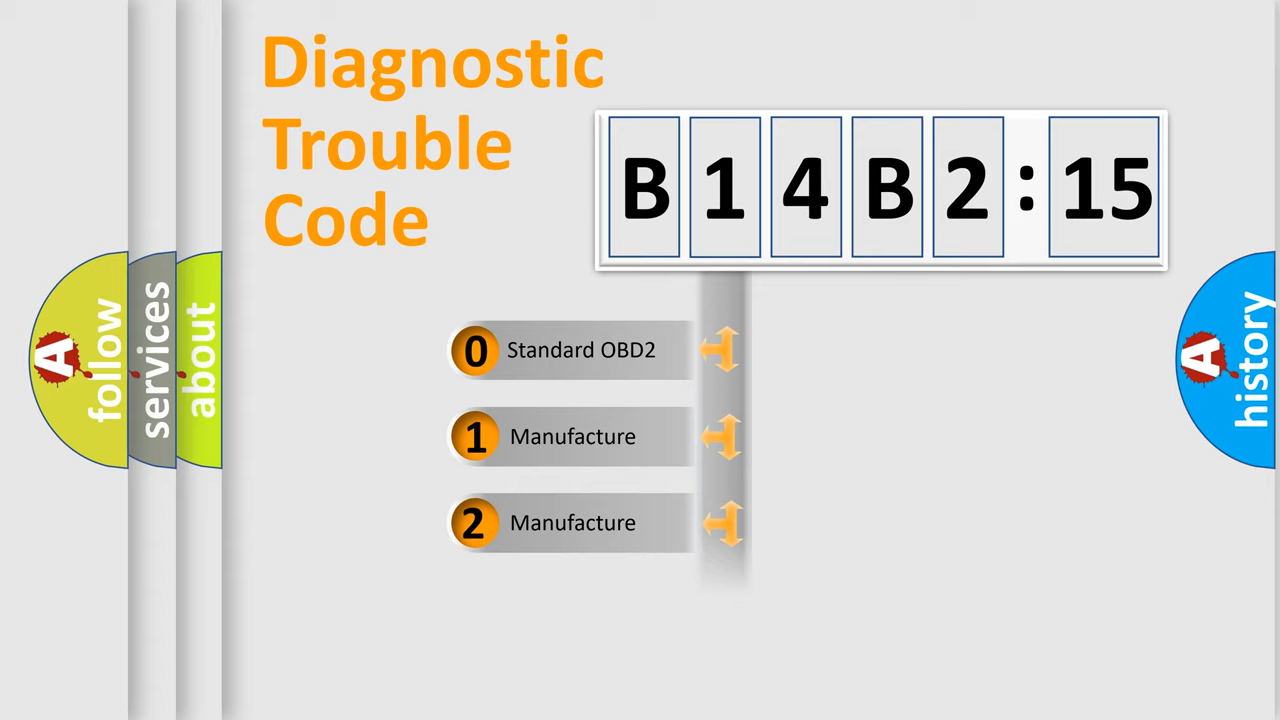 Diagnostic
Trouble
Code
B 1 4 B 2 : 15
0 Standard OBD2
1 Manufacture
2 Manufacture
A follow
services
about
A history